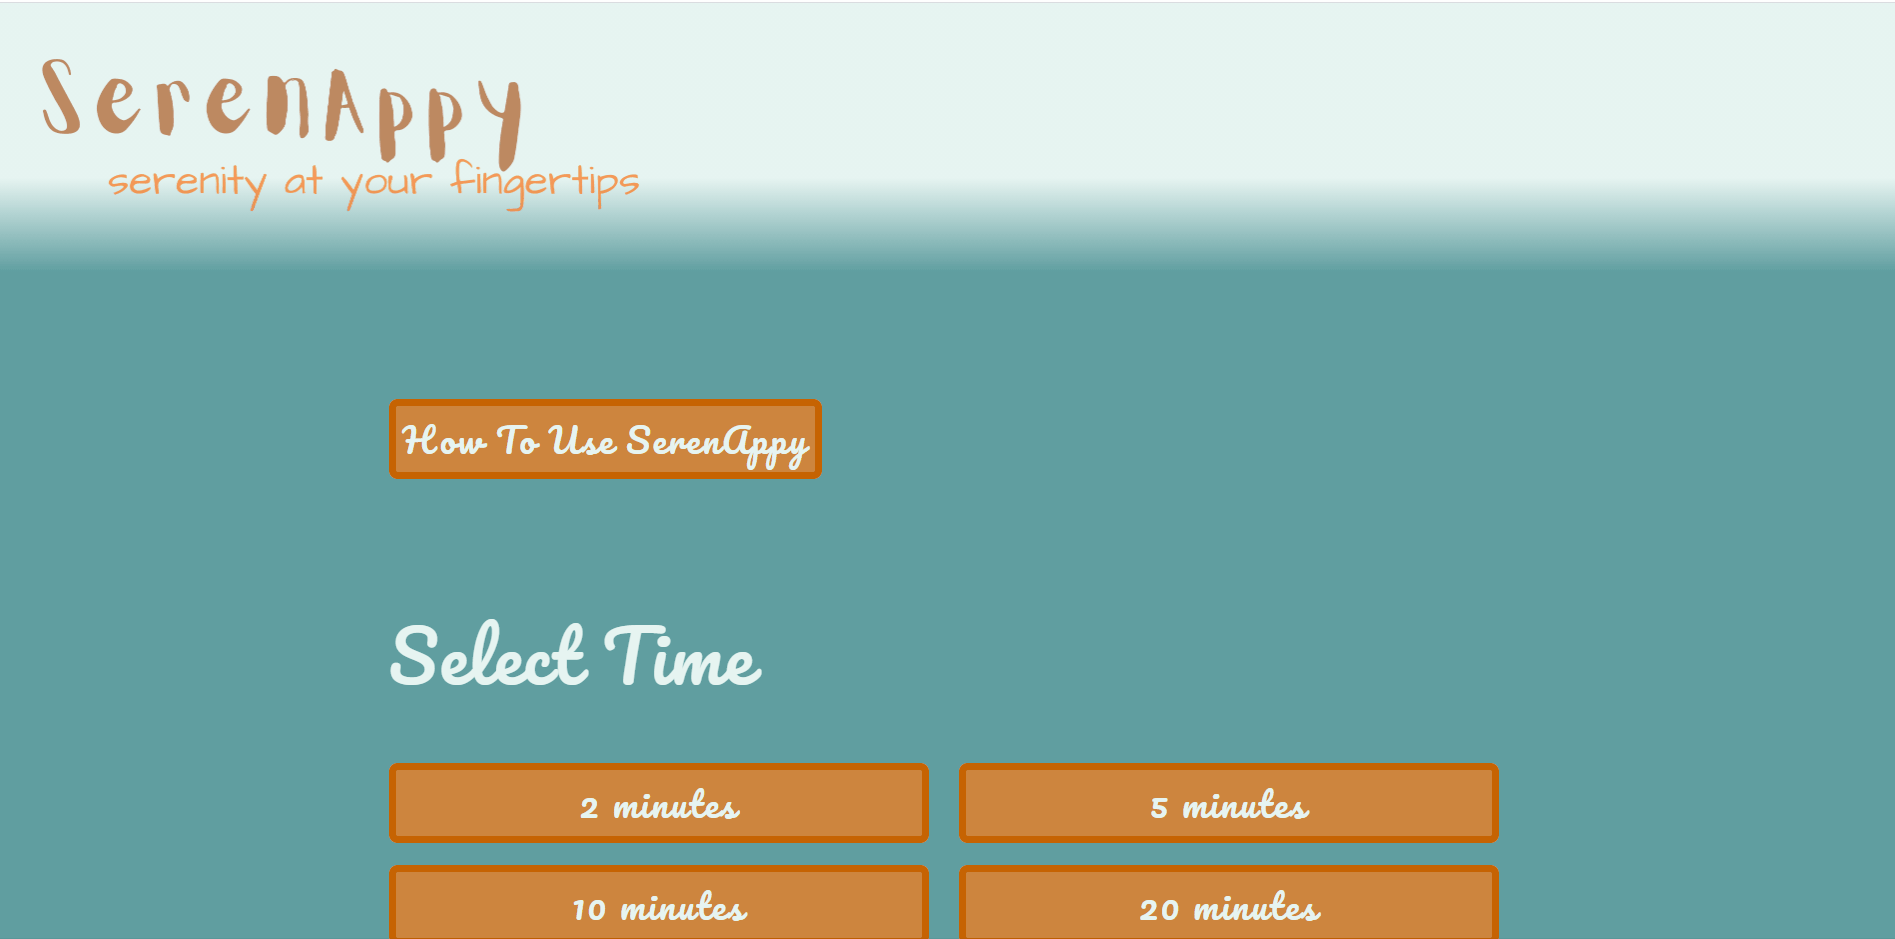 SerenAppy
serenity at your fingertips
How To Use SerenAppy
Select Time
2 minutes
5 minutes
10 minutes
20 minutes